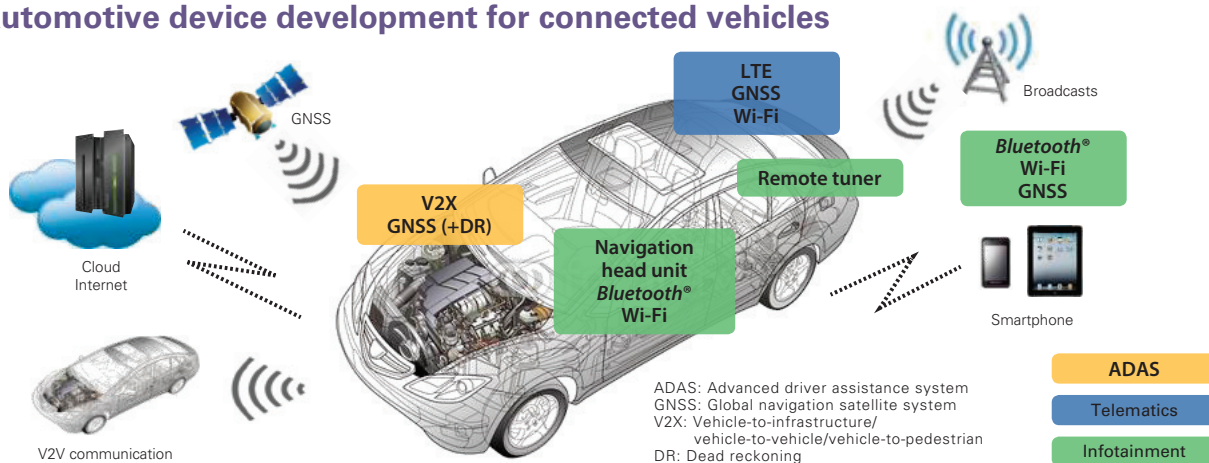 utomotive device development for connected vehicles
GNSS
LTE
GNSS
Wi-Fi
Broadcasts
Bluetooth®
Wi-Fi
GNSS
Remote tuner
V2X
GNSS (+DR)
Navigation
head unit
Bluetooth®
Wi-Fi
Cloud
Internet
Smartphone
V2V communication
ADAS: Advanced driver assistance system
GNSS: Global navigation satellite system
V2X: Vehicle-to-infrastructure/
vehicle-to-vehicle/vehicle-to-pedestrian
DR: Dead reckoning
ADAS
Telematics
Infotainment